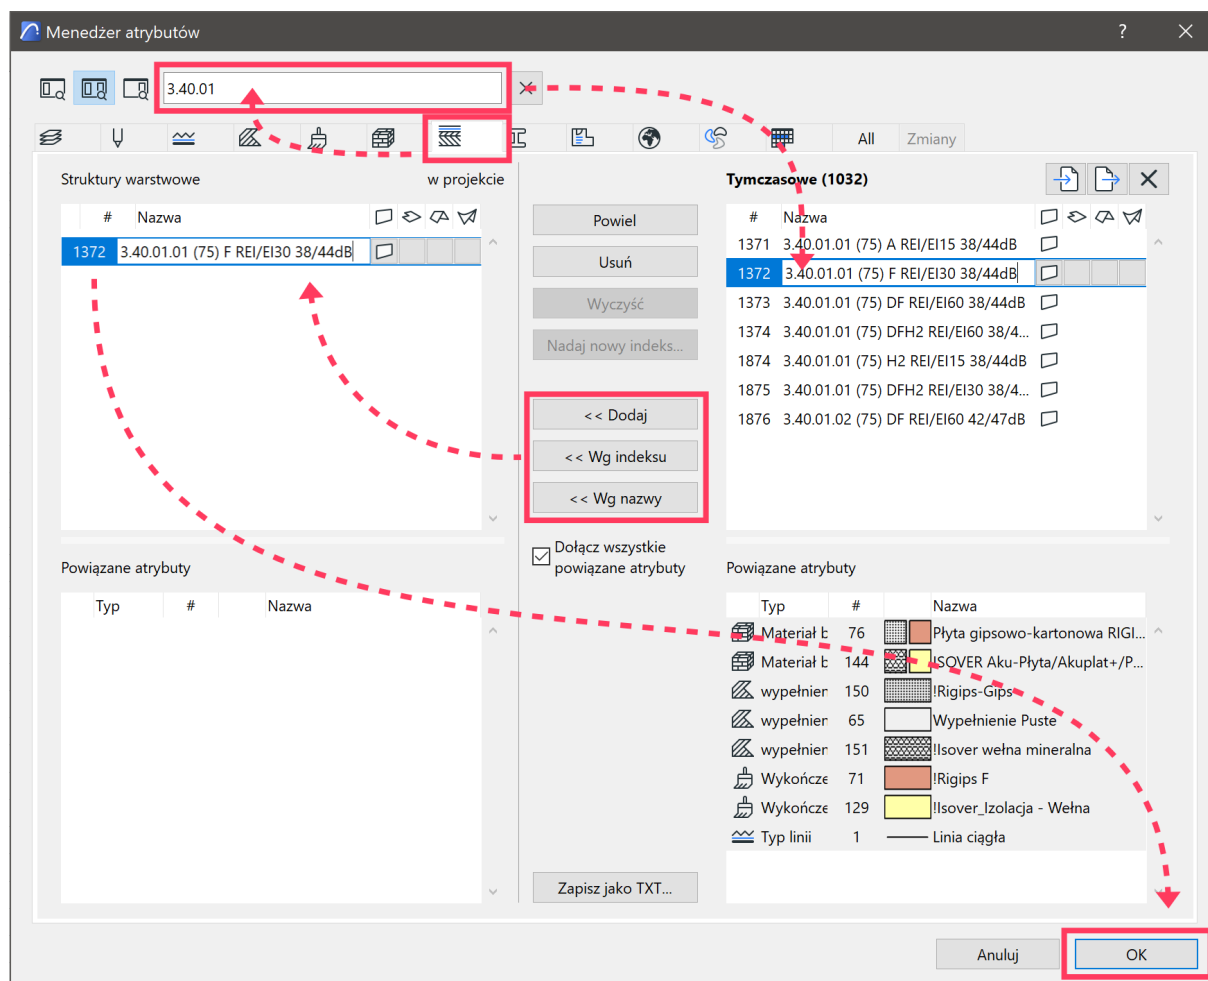 Menedżer atrybutów
?
3.40.01
All
Zmiany
Struktury warstwowe
w projekcie
# Nazwa
1372 3.40.01.01 (75) F REI/EI30 38/44dB
Powiel
Usuń
Wyczyść
Nadaj nowy indeks...
<< Dodaj
<< Wg indeksu
<< Wg nazwy
Dołącz wszystkie
powiązane atrybuty
Tymczasowe (1032)
# Nazwa
1371 3.40.01.01 (75) A REI/EI15 38/44dB
1372 3.40.01.01 (75) F REI/EI30 38/44dB
1373 3.40.01.01 (75) DF REI/EI60 38/44dB
1374 3.40.01.01 (75) DFH2 REI/EI60 38/4...
1874 3.40.01.01 (75) H2 REI/EI15 38/44dB
1875 3.40.01.01 (75) DFH2 REI/EI30 38/4...
1876 3.40.01.02 (75) DF REI/EI60 42/47dB
Powiązane atrybuty
Typ # Nazwa
Powiązane atrybuty
Typ # Nazwa
Materiał b 76 Płyta gipsowo-kartonowa RIGI...
Materiał b 144 !SOVER Aku-Płyta/Akuplat+/P...
wypełnier 150 !Rigips-Gips
wypełnier 65 Wypełnienie Puste
wypełnier 151 !Isover wełna mineralna
Wykończe 71 !Rigips F
Wykończe 129 !Isover_Izolacja - Wełna
Typ linii 1 Linia ciągła
Zapisz jako TXT...
Anuluj
OK